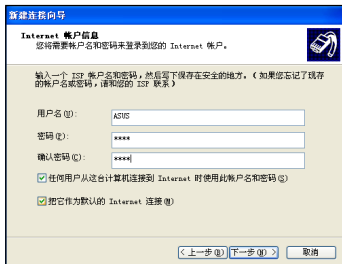 新建连接向导
Internet 帐户信息
您将需要帐户名和密码来登录到您的 Internet 帐户。
输入一个 ISP 帐户名和密码，然后写下保存在安全的地方。（如果您忘记了现存
的帐户名或密码，请和您的 ISP 联系）
用户名(U): ASUS
密码(P): ****
确认密码(C): ****
任何用户从这台计算机连接到 Internet 时使用此帐户名和密码(S)
把它作为默认的 Internet 连接(M)
< 上一步(B) 下一步(N) > 取消